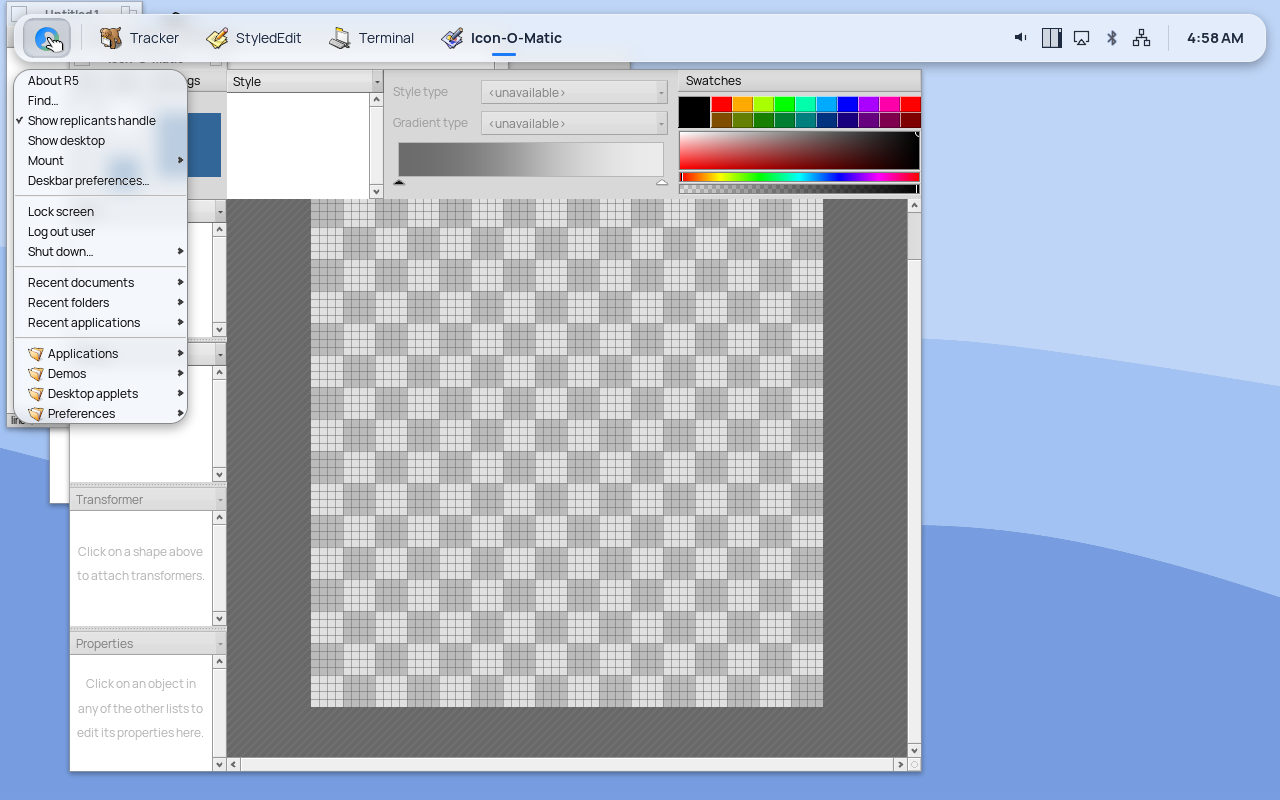 Untitled 1
Tracker
StyledEdit
Terminal
Icon-O-Matic
4:58 AM
About R5
Find...
Show replicants handle
Show desktop
Mount
Deskbar preferences...
Lock screen
Log out user
Shut down...
Recent documents
Recent folders
Recent applications
Applications
Demos
Desktop applets
Preferences
Style
Style type
<unavailable>
Gradient type
<unavailable>
Swatches
Transformer
Click on a shape above
to attach transformers.
Properties
Click on an object in
any of the other lists to
edit its properties here.